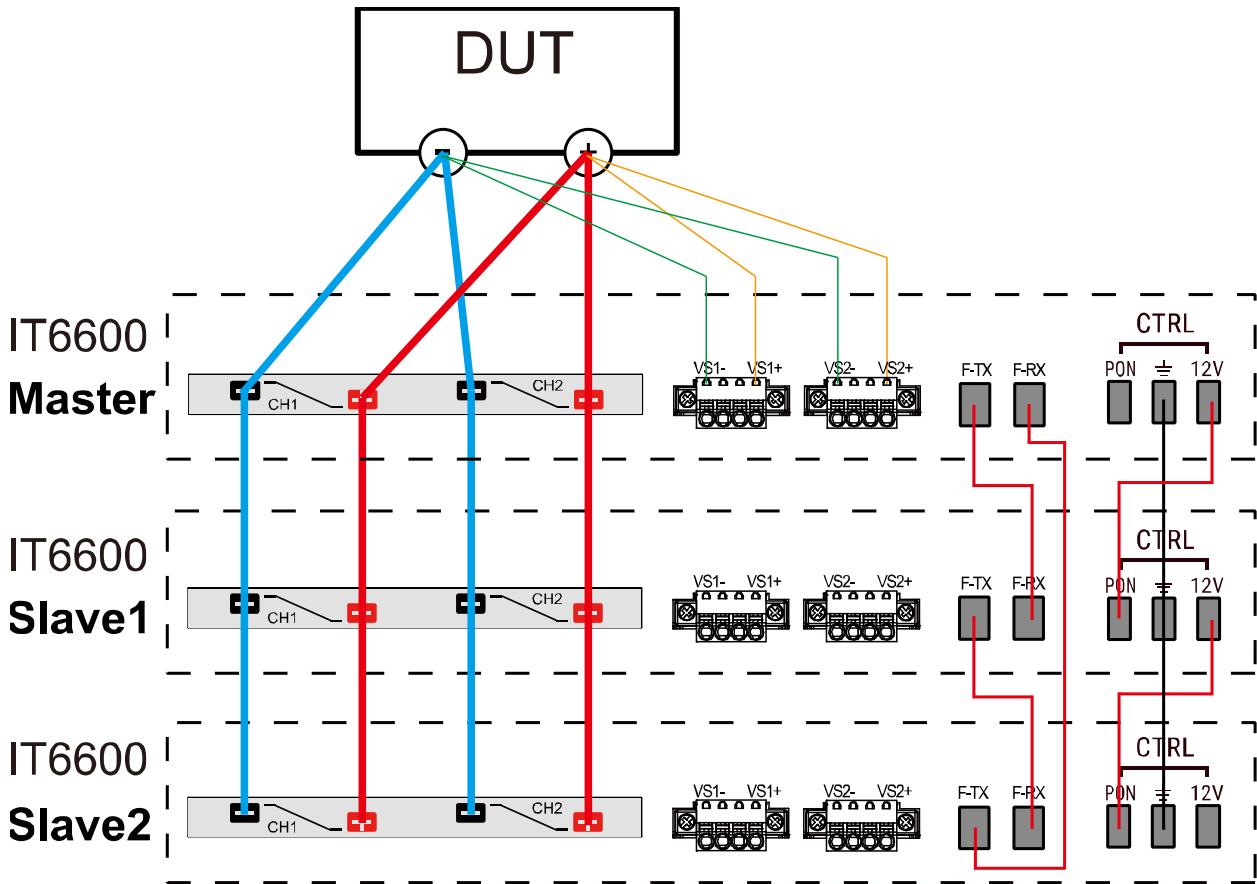 DUT
-
+
IT6600
Master
CH1
CH2
VS1- VS1+
VS2- VS2+
F-TX F-RX
CTRL
PON 12V
IT6600
Slave1
CH1
CH2
VS1- VS1+
VS2- VS2+
F-TX F-RX
CTRL
PON 12V
IT6600
Slave2
CH1
CH2
VS1- VS1+
VS2- VS2+
F-TX F-RX
CTRL
PON 12V